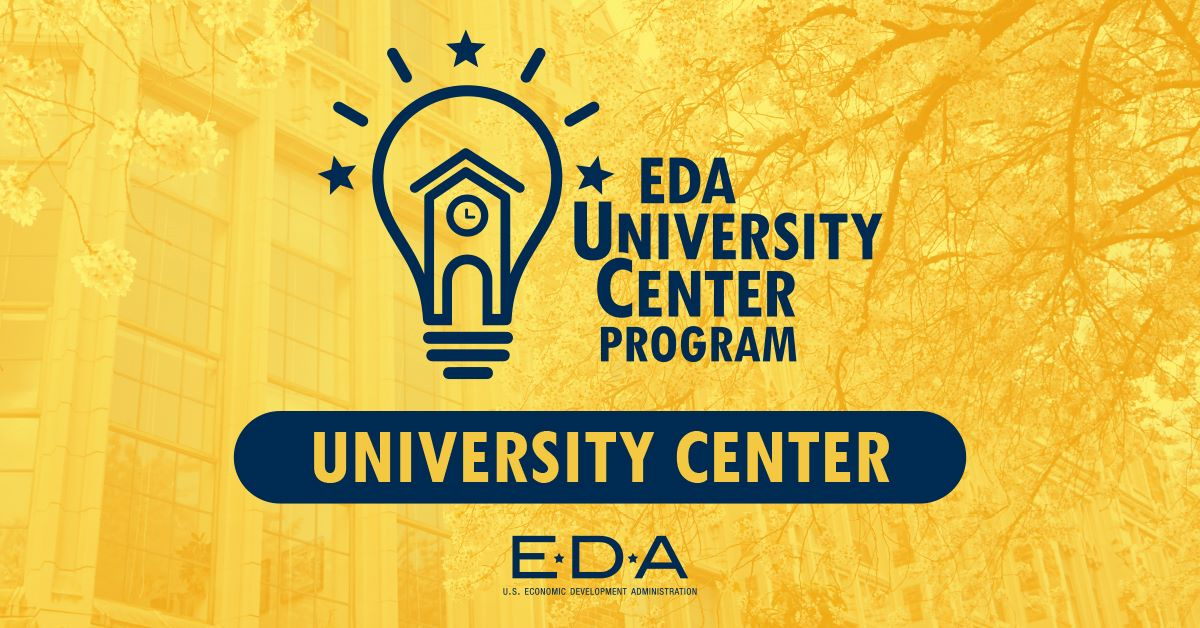 EDA
UNIVERSITY
CENTER
PROGRAM
UNIVERSITY CENTER
E★D★A
U.S. ECONOMIC DEVELOPMENT ADMINISTRATION